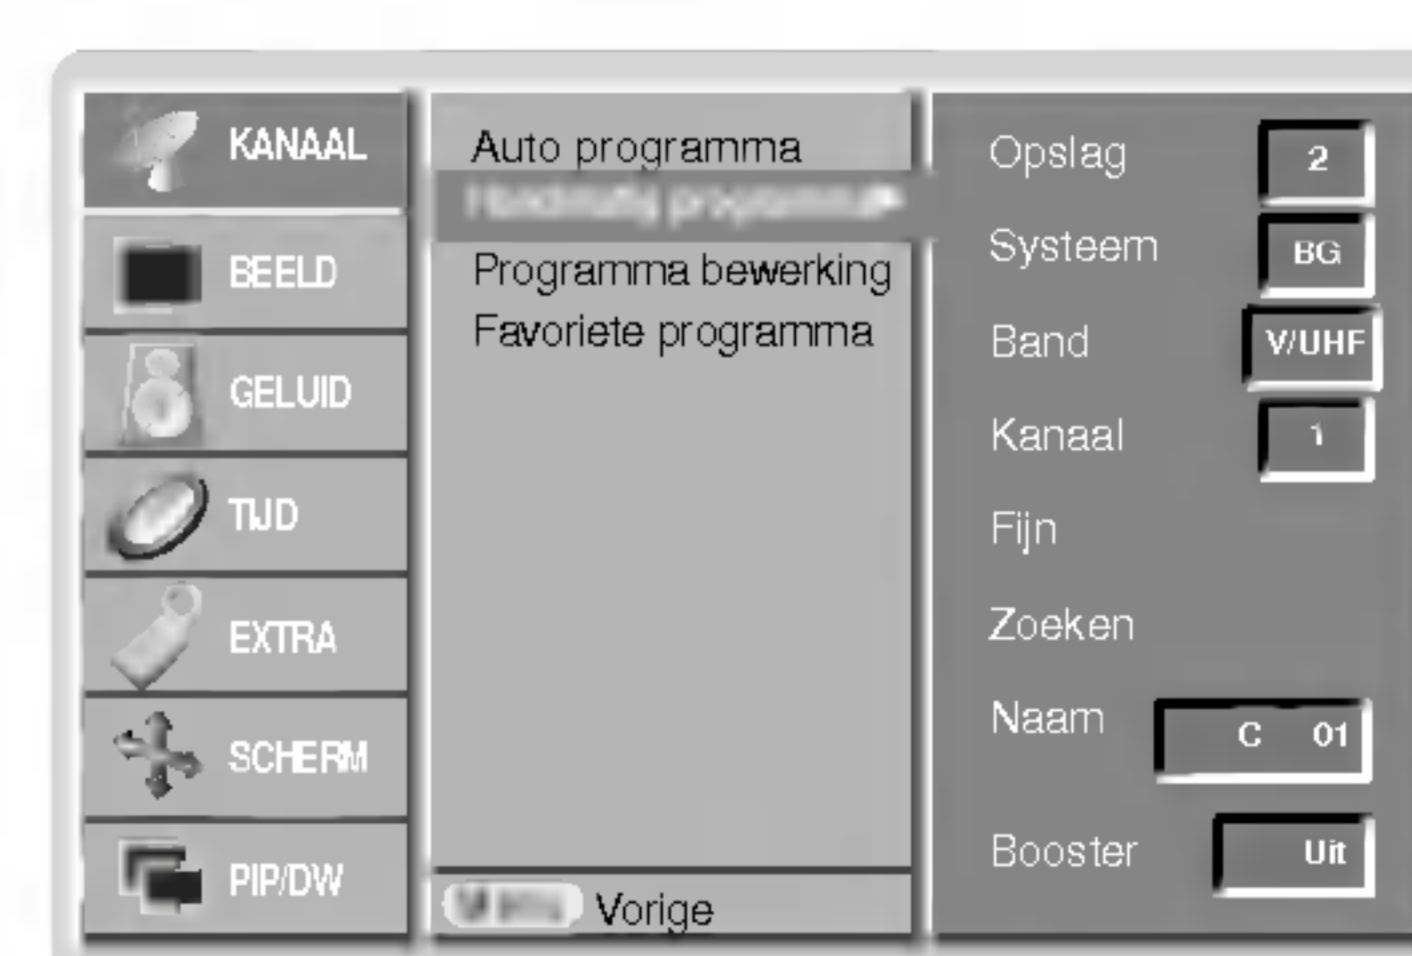 KANAAL
BEELD
GELUID
TIJD
EXTRA
SCHERM
PIP/DW
Auto programma
programma
Programma bewerking
Favoriete programma
Vorige
Opslag 2
Systeem BG
Band V/UHF
Kanaal 1
Fijn
Zoeken
Naam C 01
Booster Uit